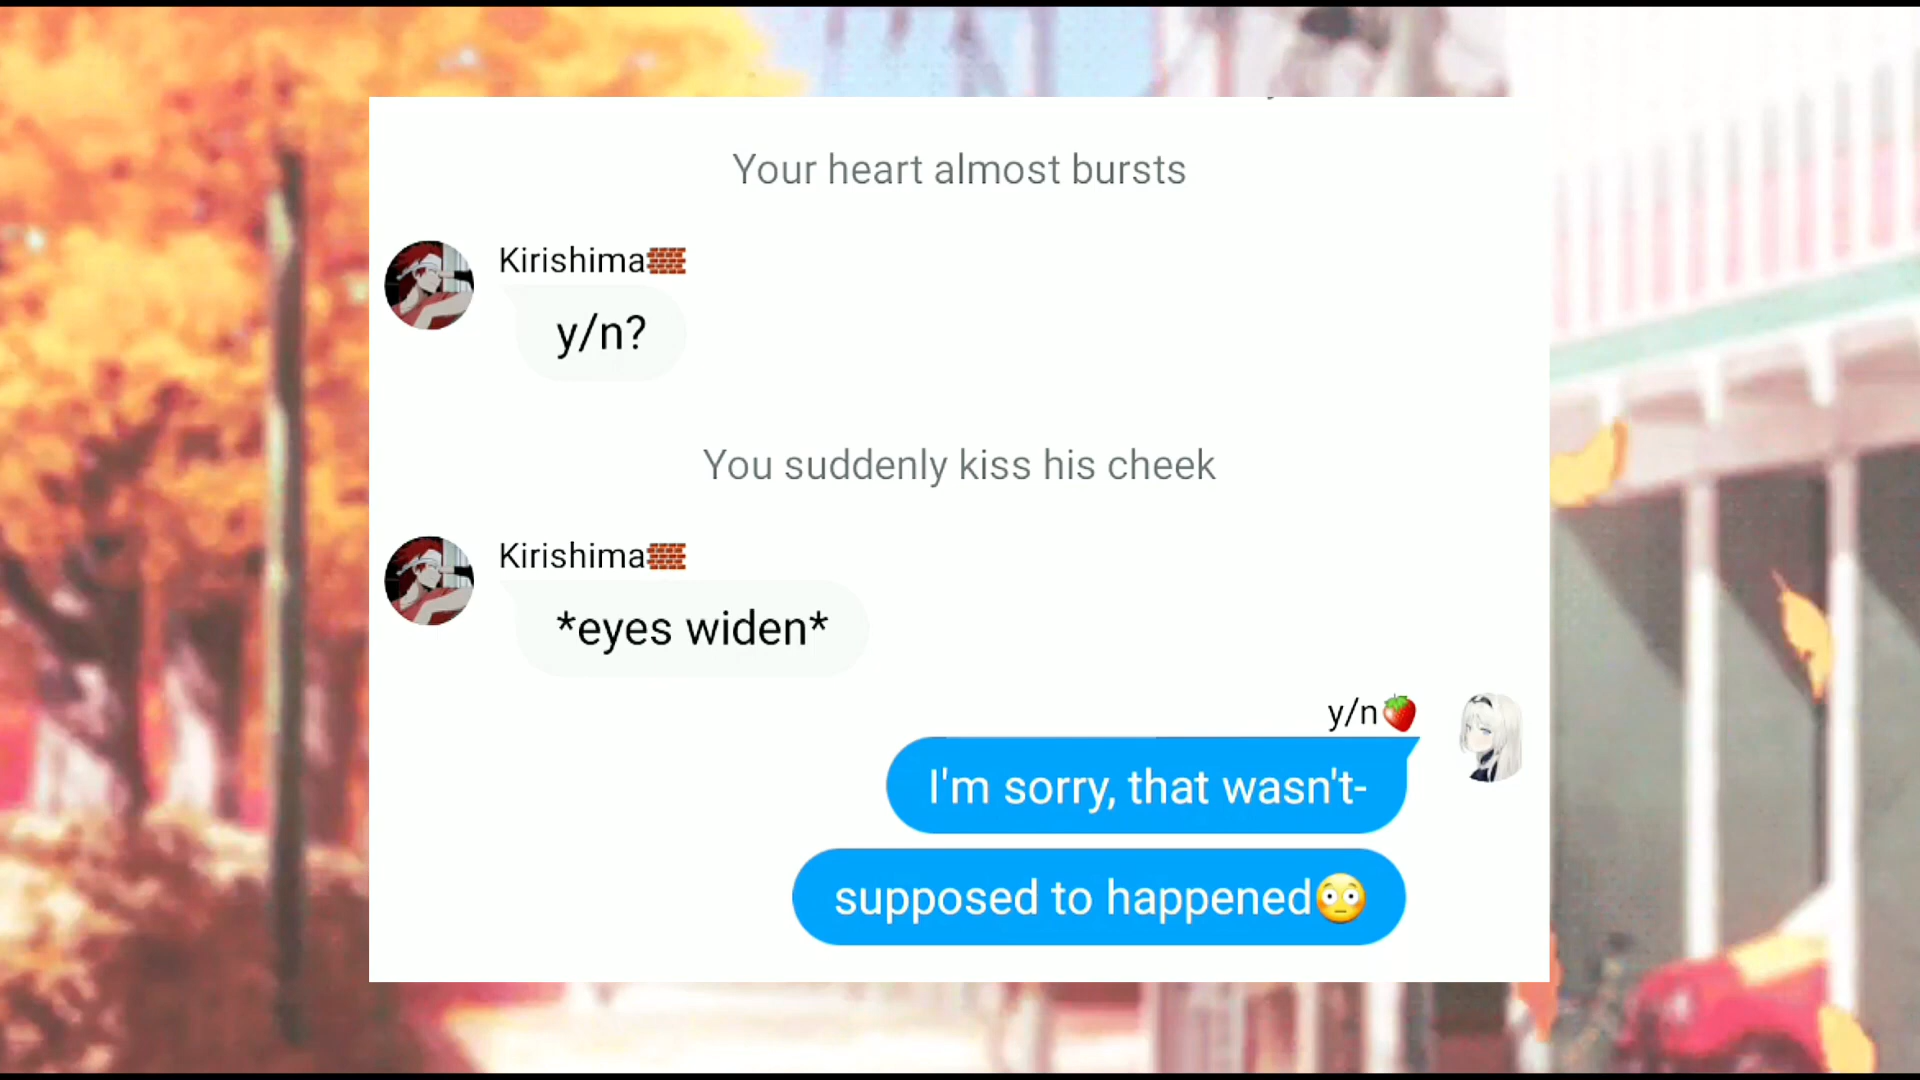 Your heart almost bursts
Kirishima🧱
y/n?
You suddenly kiss his cheek
Kirishima🧱
*eyes widen*
y/n🍓
I'm sorry, that wasn't-
supposed to happened😳